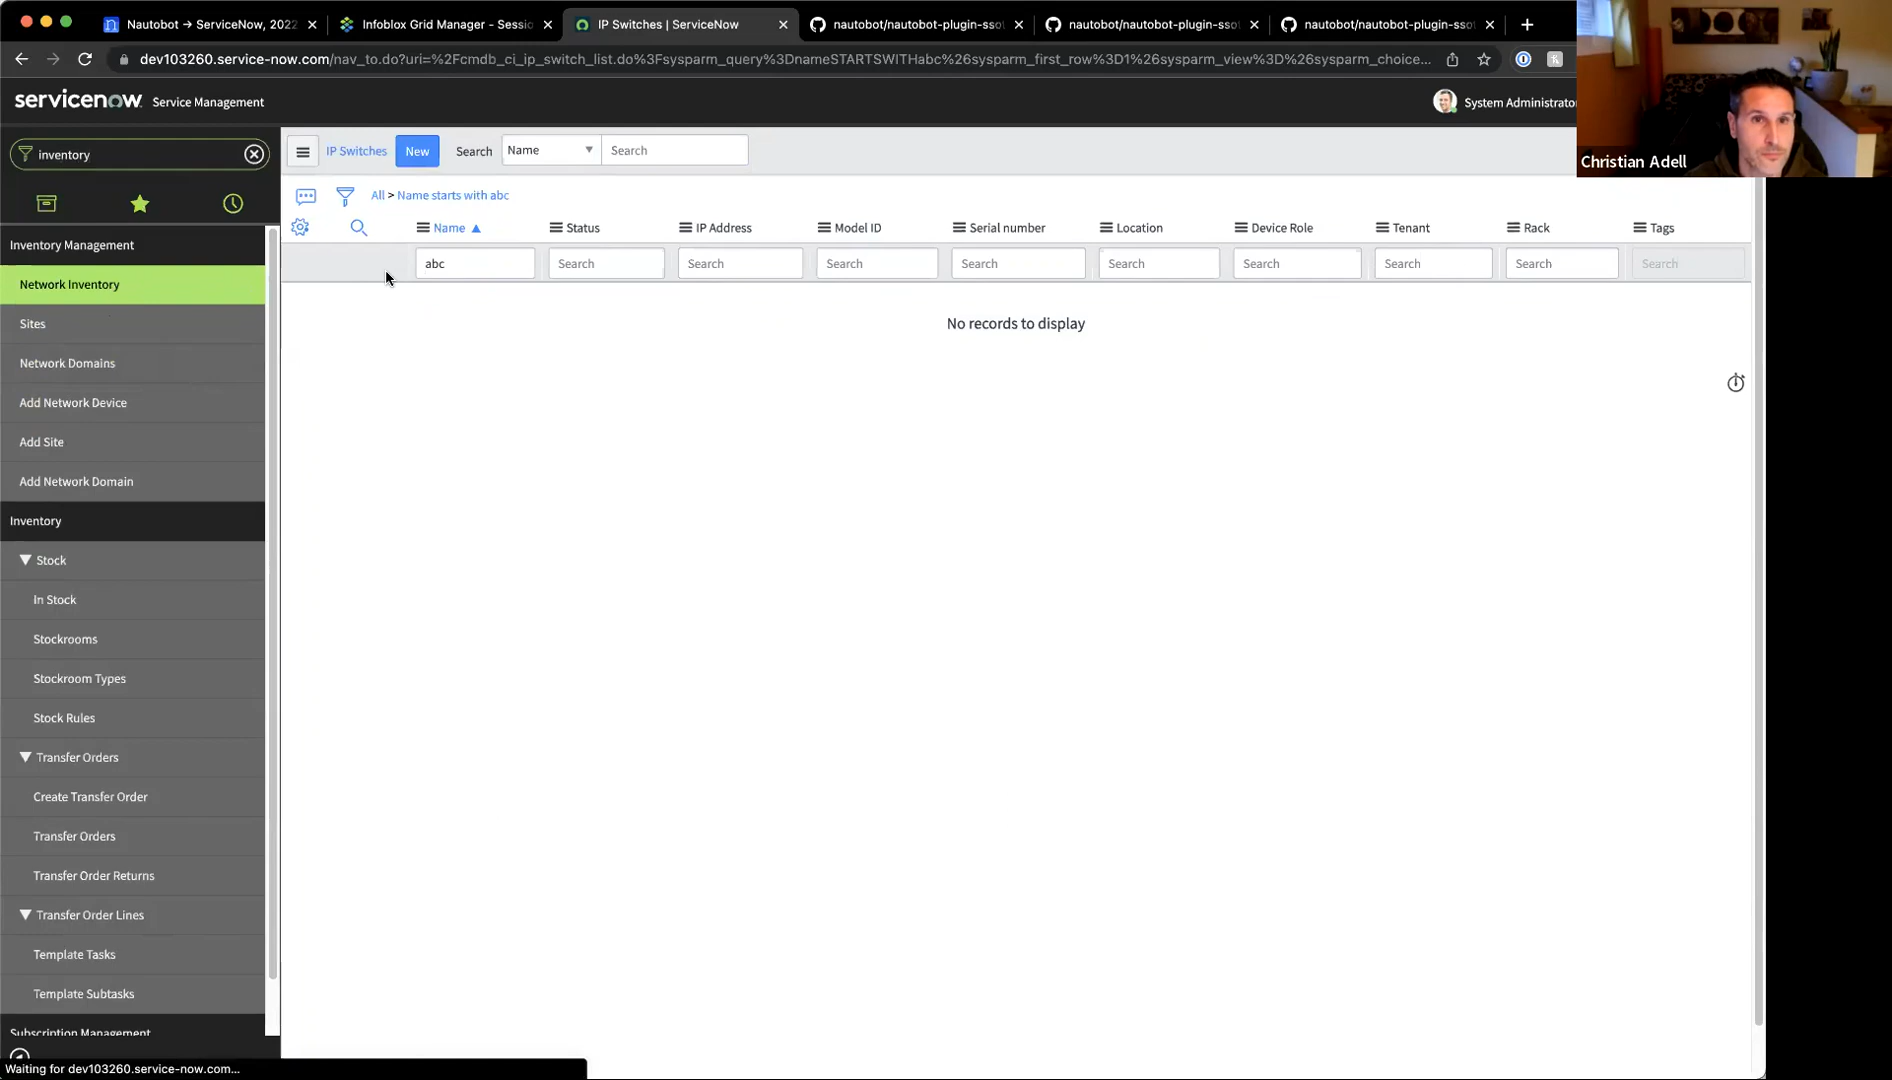 Nautobot → ServiceNow, 2022
Infoblox Grid Manager - Sessio
IP Switches | ServiceNow
nautobot/nautobot-plugin-sso
nautobot/nautobot-plugin-sso
nautobot/nautobot-plugin-sso
dev103260.service-now.com/nav_to.do?uri=%2Fcmdb_ci_ip_switch_list.do%3Fsysparm_query%3DnameSTARTSWITHabc%26sysparm_first_row%3D1%26sysparm_view%3D%26sysparm_choice...
servicenow Service Management
System Administrato
Christian Adell
inventory
IP Switches New Search Name Search
All > Name starts with abc
Name Status IP Address Model ID Serial number Location Device Role Tenant Rack Tags
abc Search Search Search Search Search Search Search Search Search
No records to display
Inventory Management
Network Inventory
Sites
Network Domains
Add Network Device
Add Site
Add Network Domain
Inventory
Stock
In Stock
Stockrooms
Stockroom Types
Stock Rules
Transfer Orders
Create Transfer Order
Transfer Orders
Transfer Order Returns
Transfer Order Lines
Template Tasks
Template Subtasks
Subscription Management
Waiting for dev103260.service-now.com...